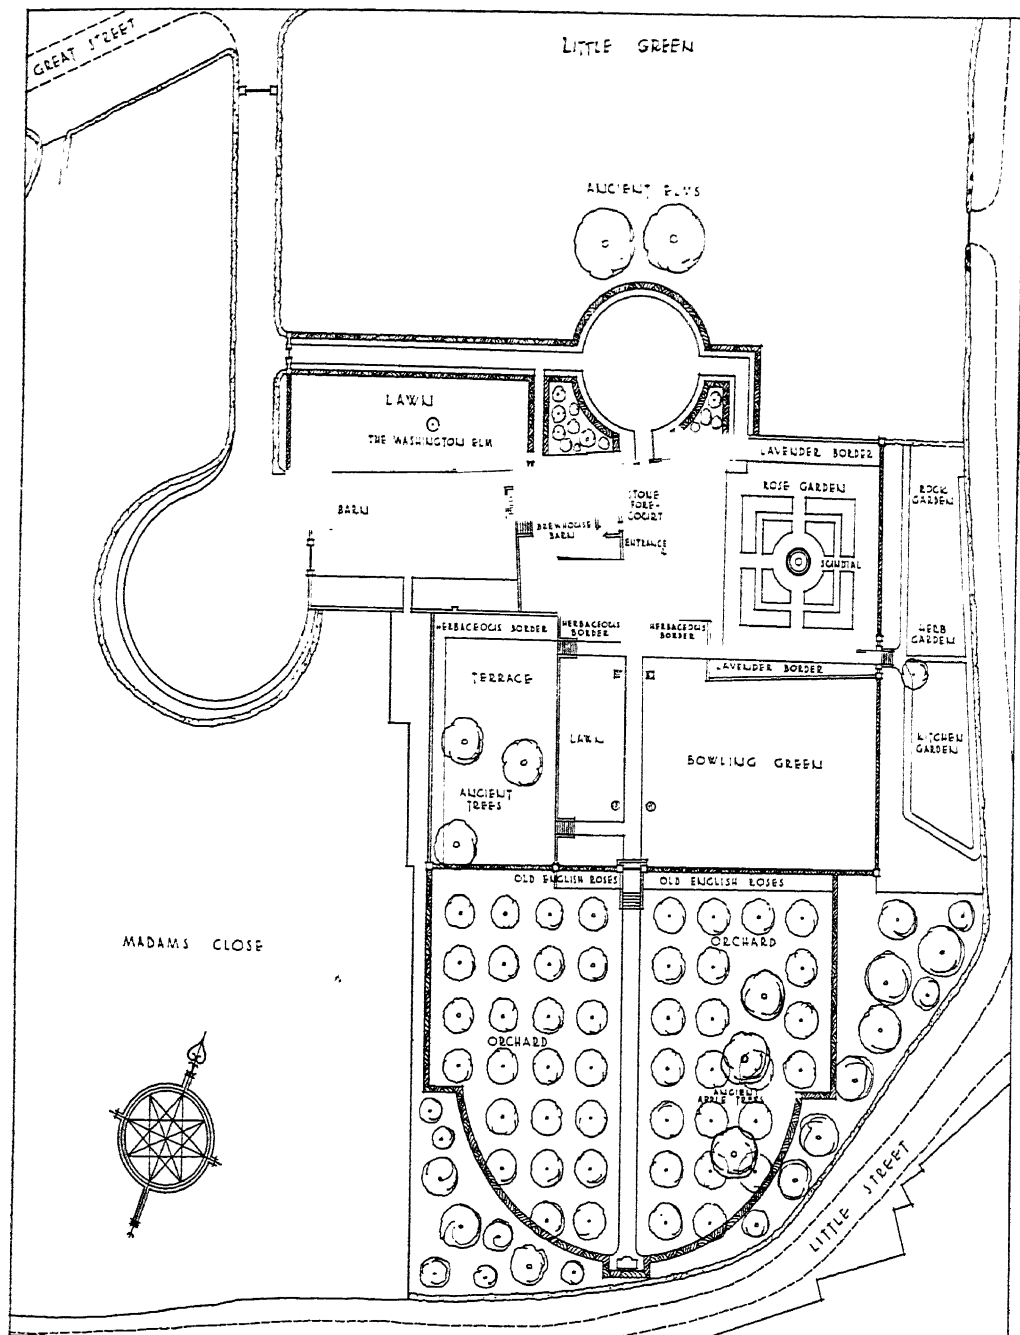 GREAT STREET
LITTLE GREEN
ANCIENT ELMS
LAWN
THE WASHINGTON ELM
LAVENDER BORDER
ROSE GARDEN
ROCK
GARDEN
BARN
STONE
FORE-
COURT
BREWHOUSE
BARN
ENTRANCE
SUNDIAL
HERBACEOUS BORDER
HERBACEOUS
BORDER
HERBACEOUS
BORDER
HERB
GARDEN
LAVENDER BORDER
TERRACE
LAWN
BOWLING GREEN
KITCHEN
GARDEN
ANCIENT
TREES
OLD ENGLISH ROSES
OLD ENGLISH ROSES
MADAMS CLOSE
ORCHARD
ORCHARD
ANCIENT
APPLE TREES
LITTLE STREET